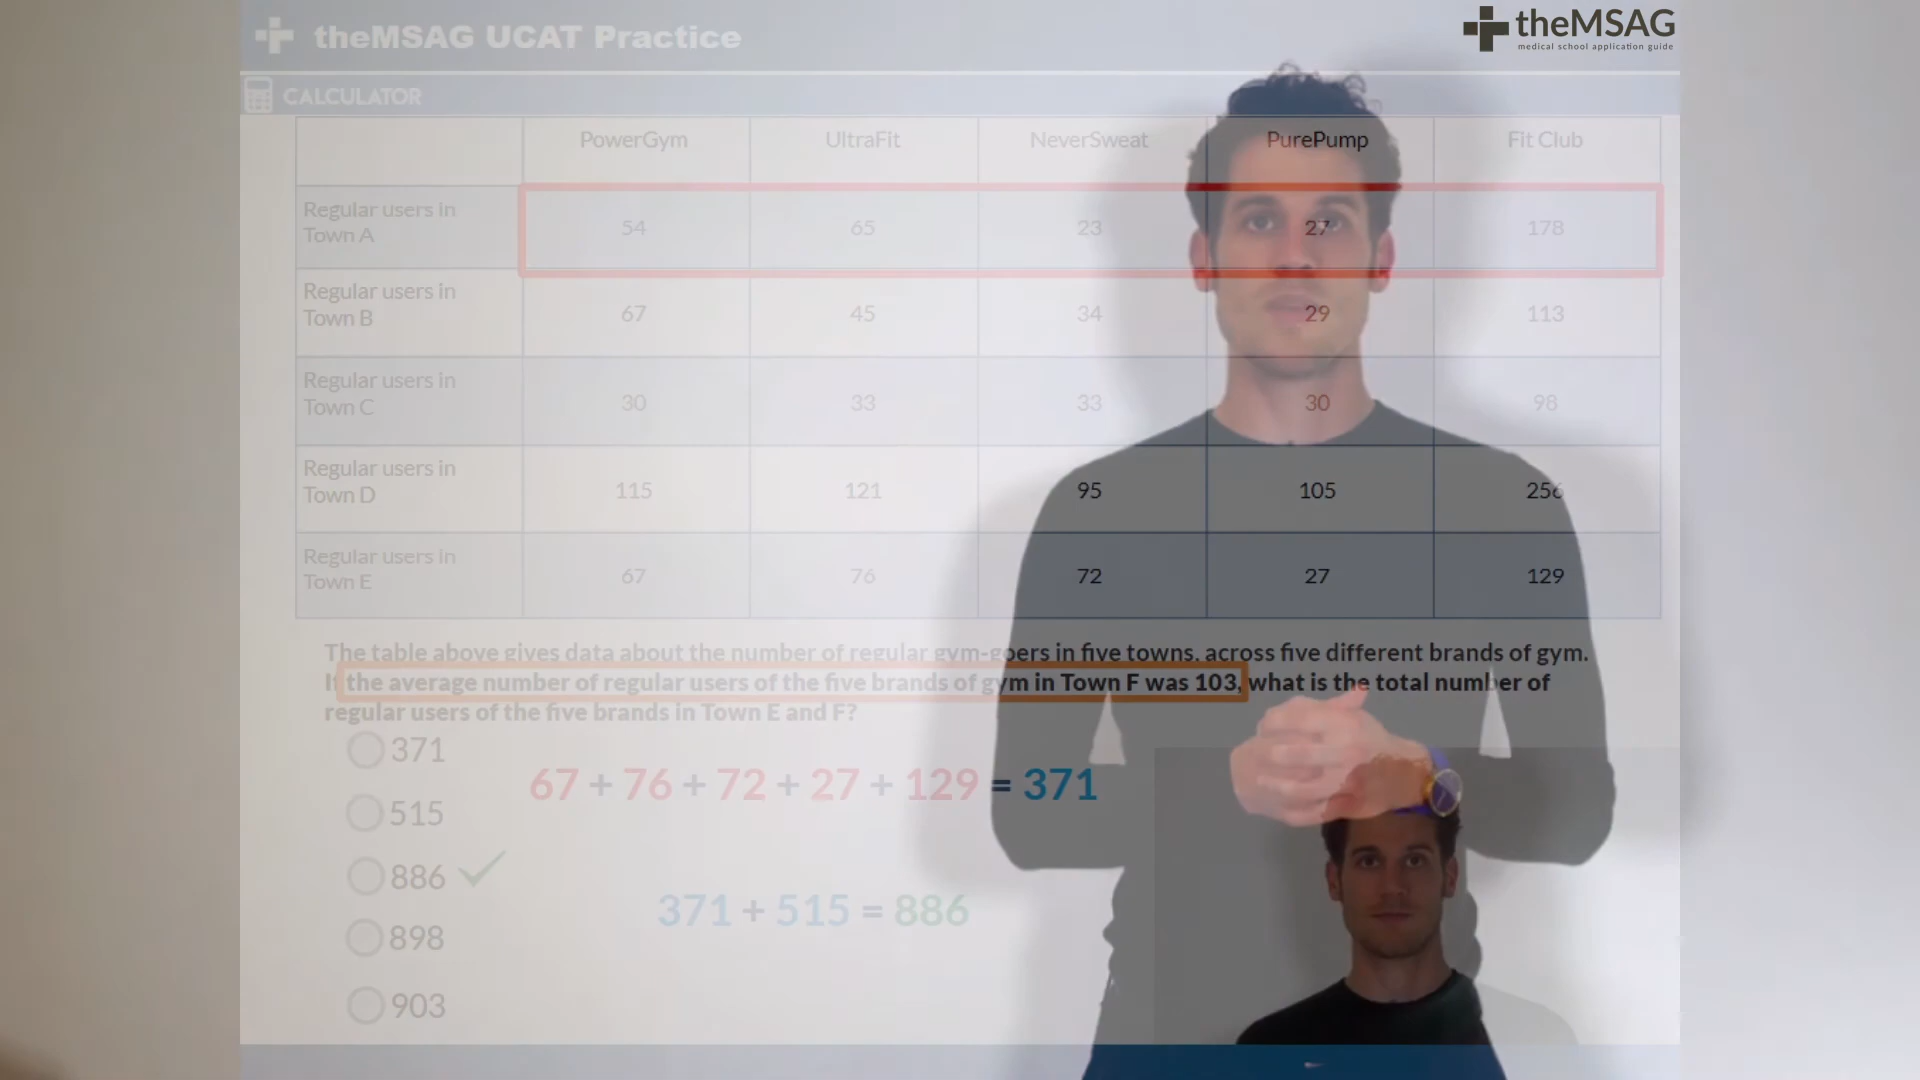 theMSAG UCAT Practice
theMSAG
medical school application guide
CALCULATOR
PowerGym UltraFit NeverSweat PurePump Fit Club
Regular users in
Town A 54 65 23 27 178
Regular users in
Town B 67 45 34 29 113
Regular users in
Town C 30 33 33 30 98
Regular users in
Town D 115 121 95 105 256
Regular users in
Town E 67 76 72 27 129
The table above gives data about the number of regular gym-goers in five towns, across five different brands of gym.
If the average number of regular users of the five brands of gym in Town F was 103, what is the total number of
regular users of the five brands in Town E and F?
371
67 + 76 + 72 + 27 + 129 = 371
515
886
371 + 515 = 886
898
903